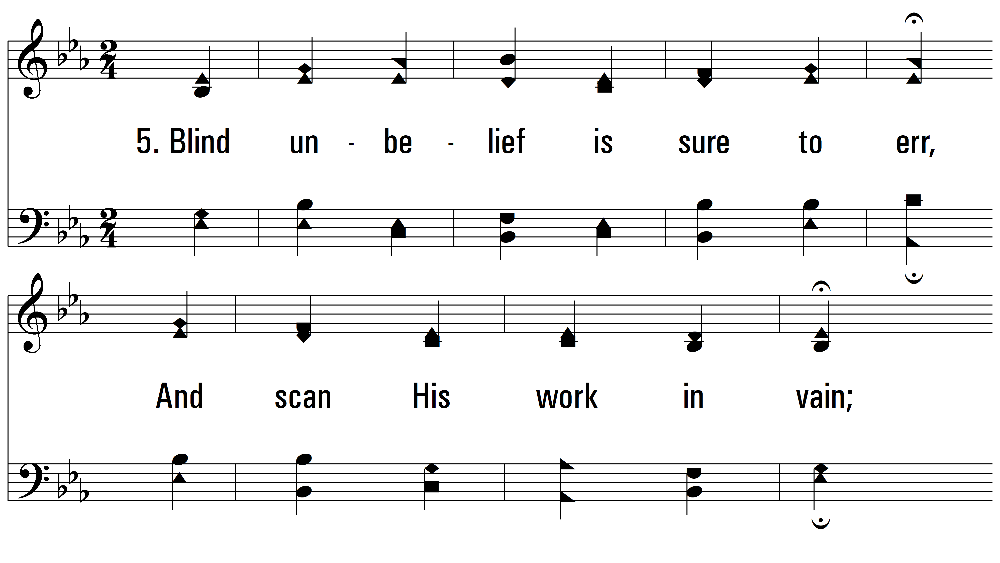 5. Blind un - be - lief is sure to err,
And scan His work in vain;